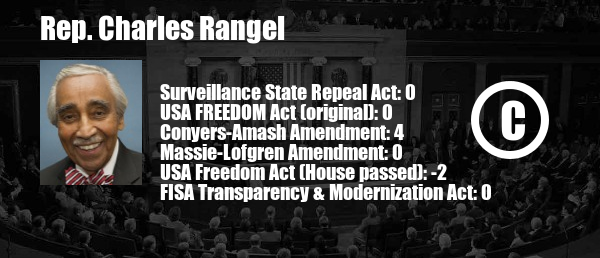 Rep. Charles Rangel
Surveillance State Repeal Act: 0
USA FREEDOM Act (original): 0
Conyers-Amash Amendment: 4
Massie-Lofgren Amendment: 0
USA Freedom Act (House passed): -2
FISA Transparency & Modernization Act: 0
C